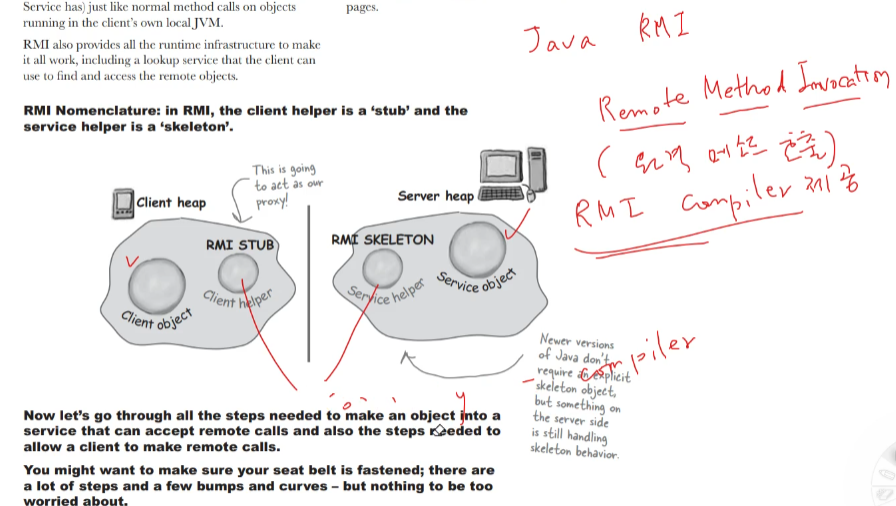 Service has) just like normal method calls on objects
running in the client's own local JVM.
RMI also provides all the runtime infrastructure to make
it all work, including a lookup service that the client can
use to find and access the remote objects.
pages.
Java RMI
Remote Method Invocation
(원격 메소드 호출)
RMI Compiler 제공
RMI Nomenclature: in RMI, the client helper is a 'stub' and the
service helper is a 'skeleton'.
This is going
to act as our
proxy!
Client heap
Server heap
RMI STUB
RMI SKELETON
Client object
Client helper
Service helper
Service object
Newer versions
of Java don't
require an explicit
skeleton object,
but something on
the server side
is still handling
skeleton behavior.
compiler
Now let's go through all the steps needed to make an object into a
service that can accept remote calls and also the steps needed to
allow a client to make remote calls.
You might want to make sure your seat belt is fastened; there are
a lot of steps and a few bumps and curves – but nothing to be too
worried about.